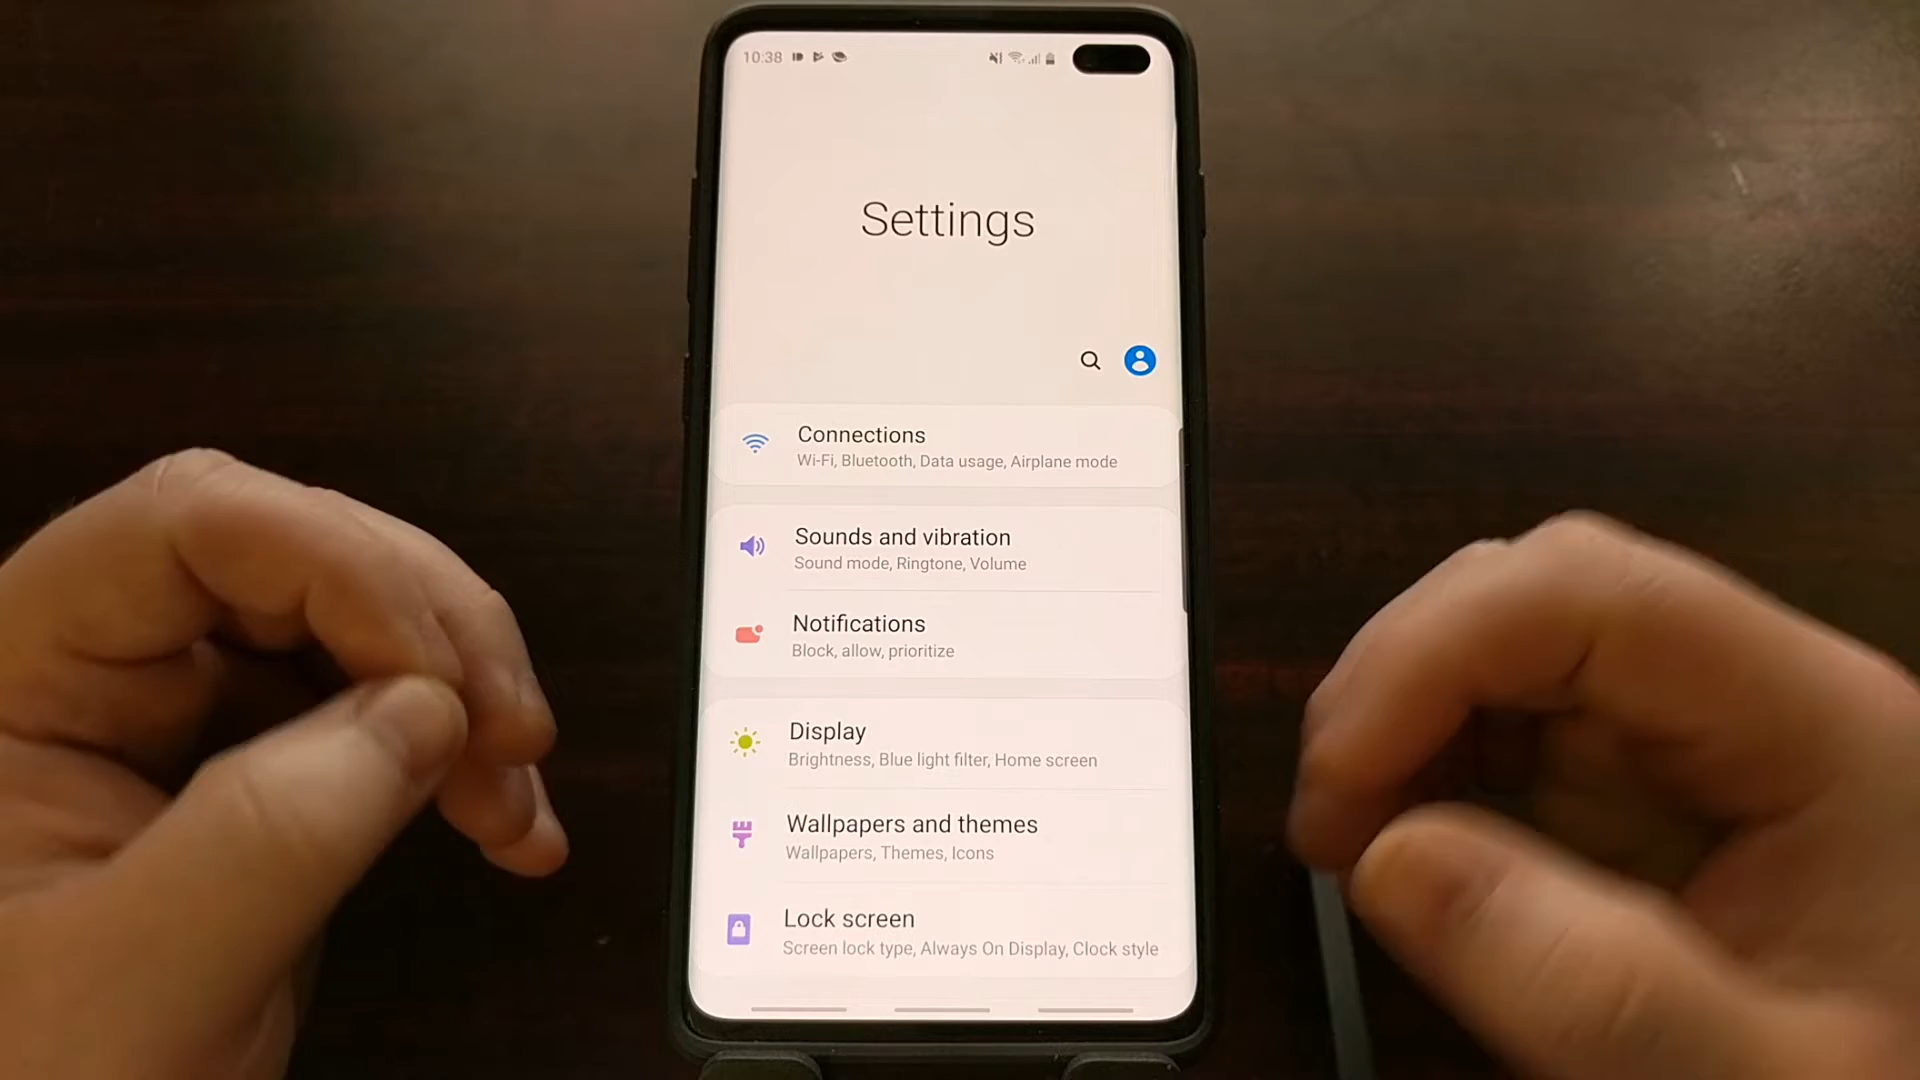 10:38
Settings
Connections
Wi-Fi, Bluetooth, Data usage, Airplane mode
Sounds and vibration
Sound mode, Ringtone, Volume
Notifications
Block, allow, prioritize
Display
Brightness, Blue light filter, Home screen
Wallpapers and themes
Wallpapers, Themes, Icons
Lock screen
Screen lock type, Always On Display, Clock style